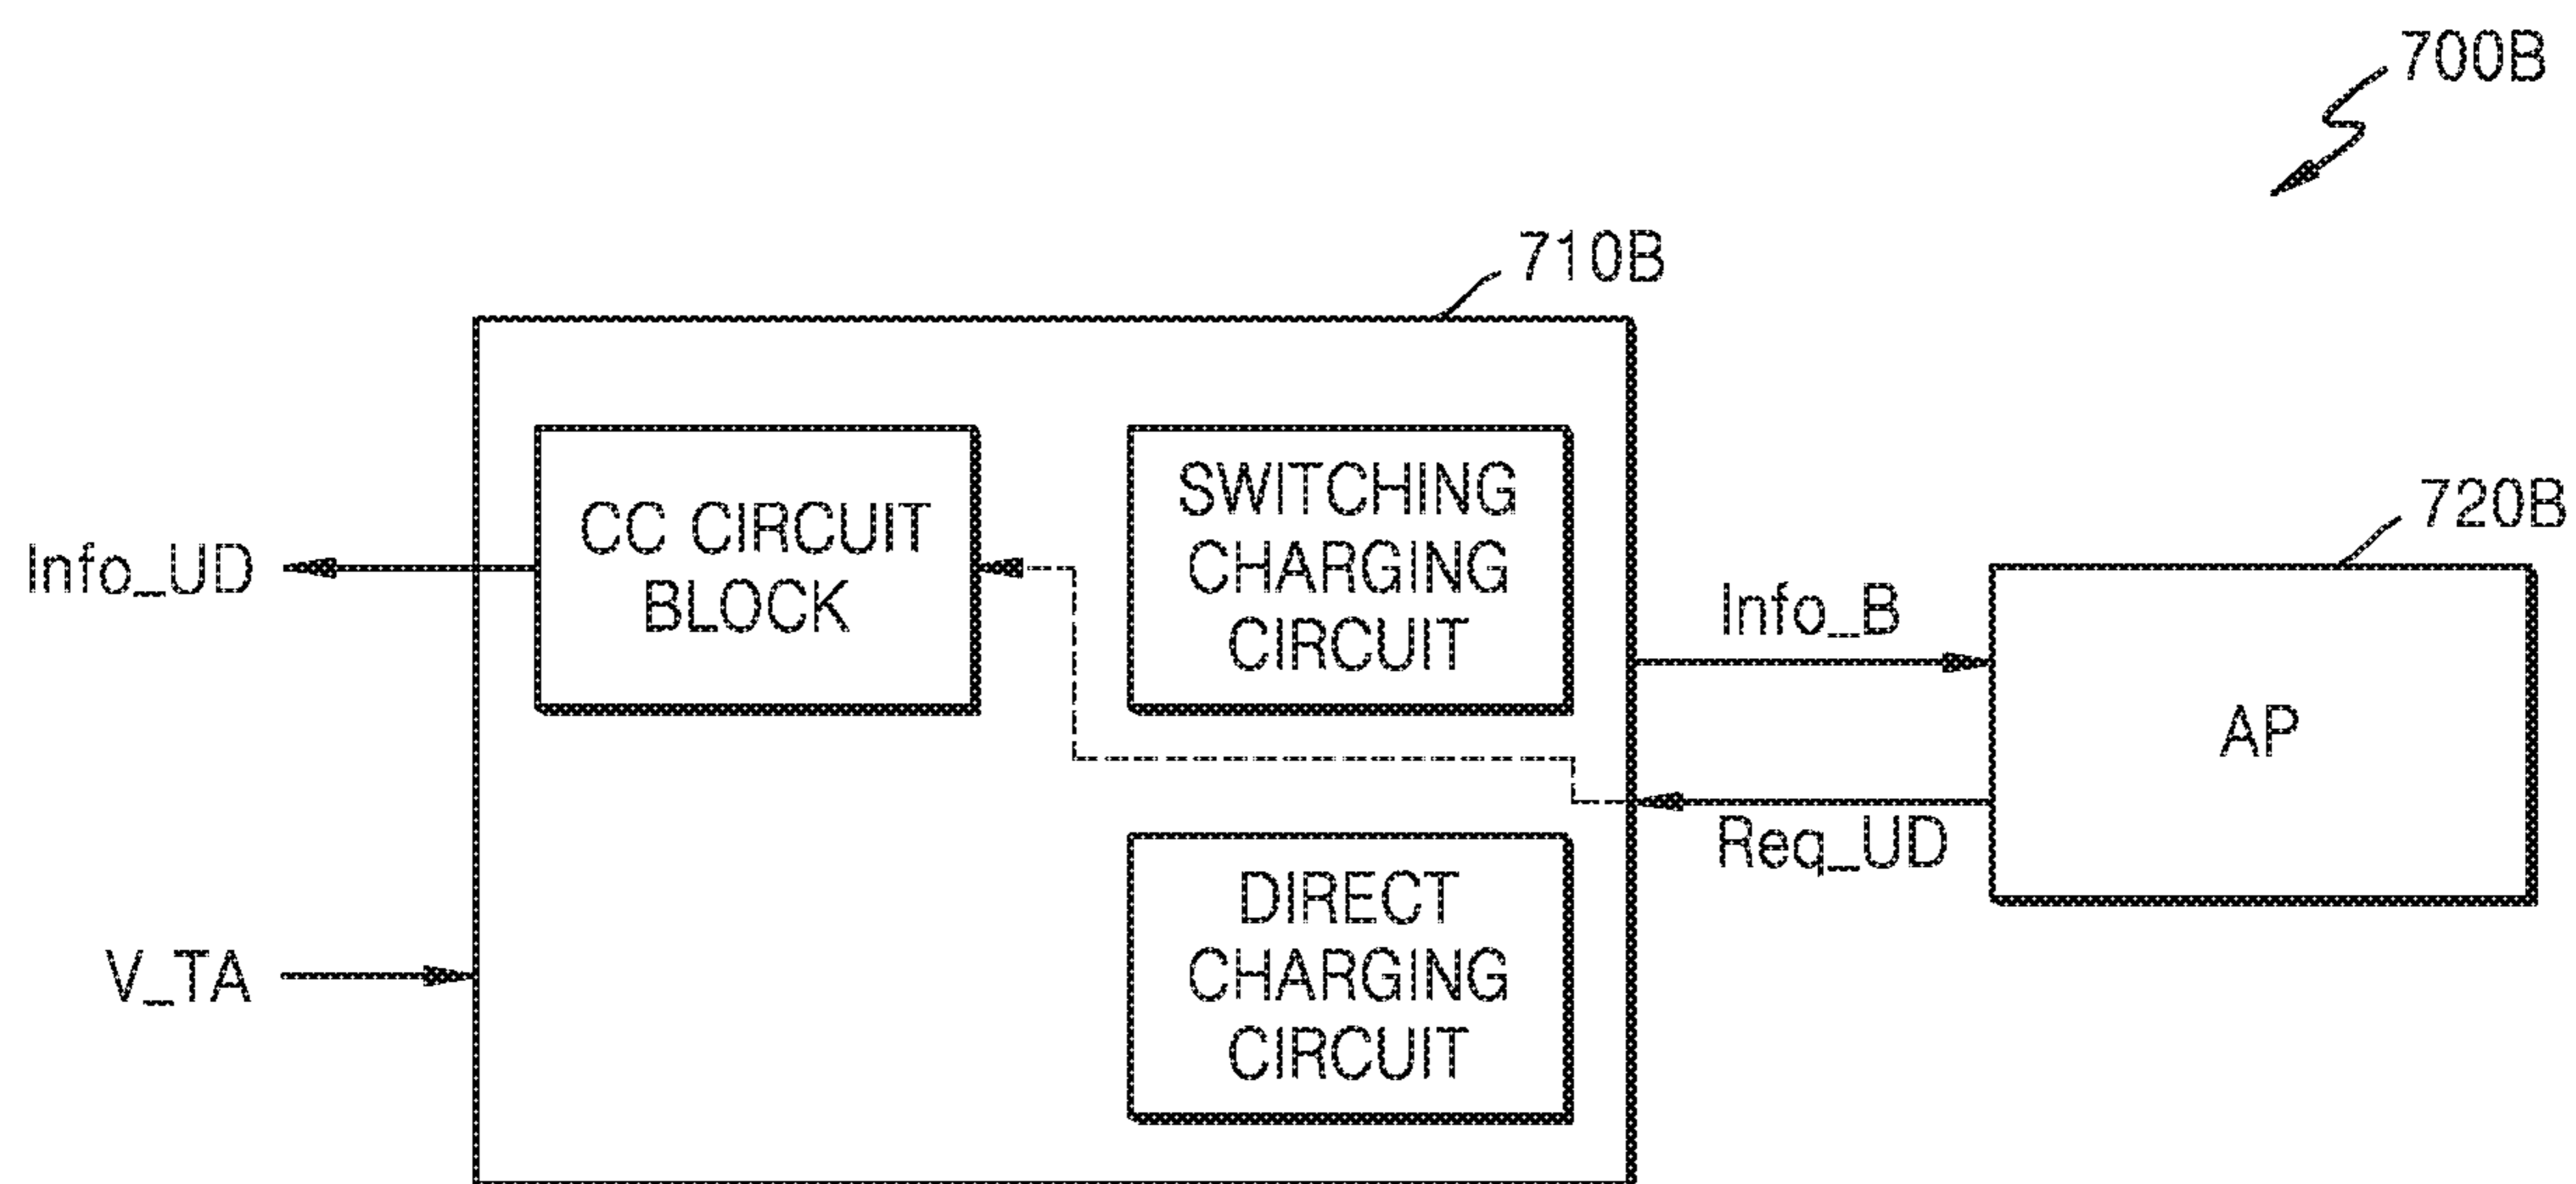 700B
710B
CC CIRCUIT
BLOCK
SWITCHING
CHARGING
CIRCUIT
720B
Info_UD
Info_B
AP
Req_UD
DIRECT
CHARGING
CIRCUIT
V_TA